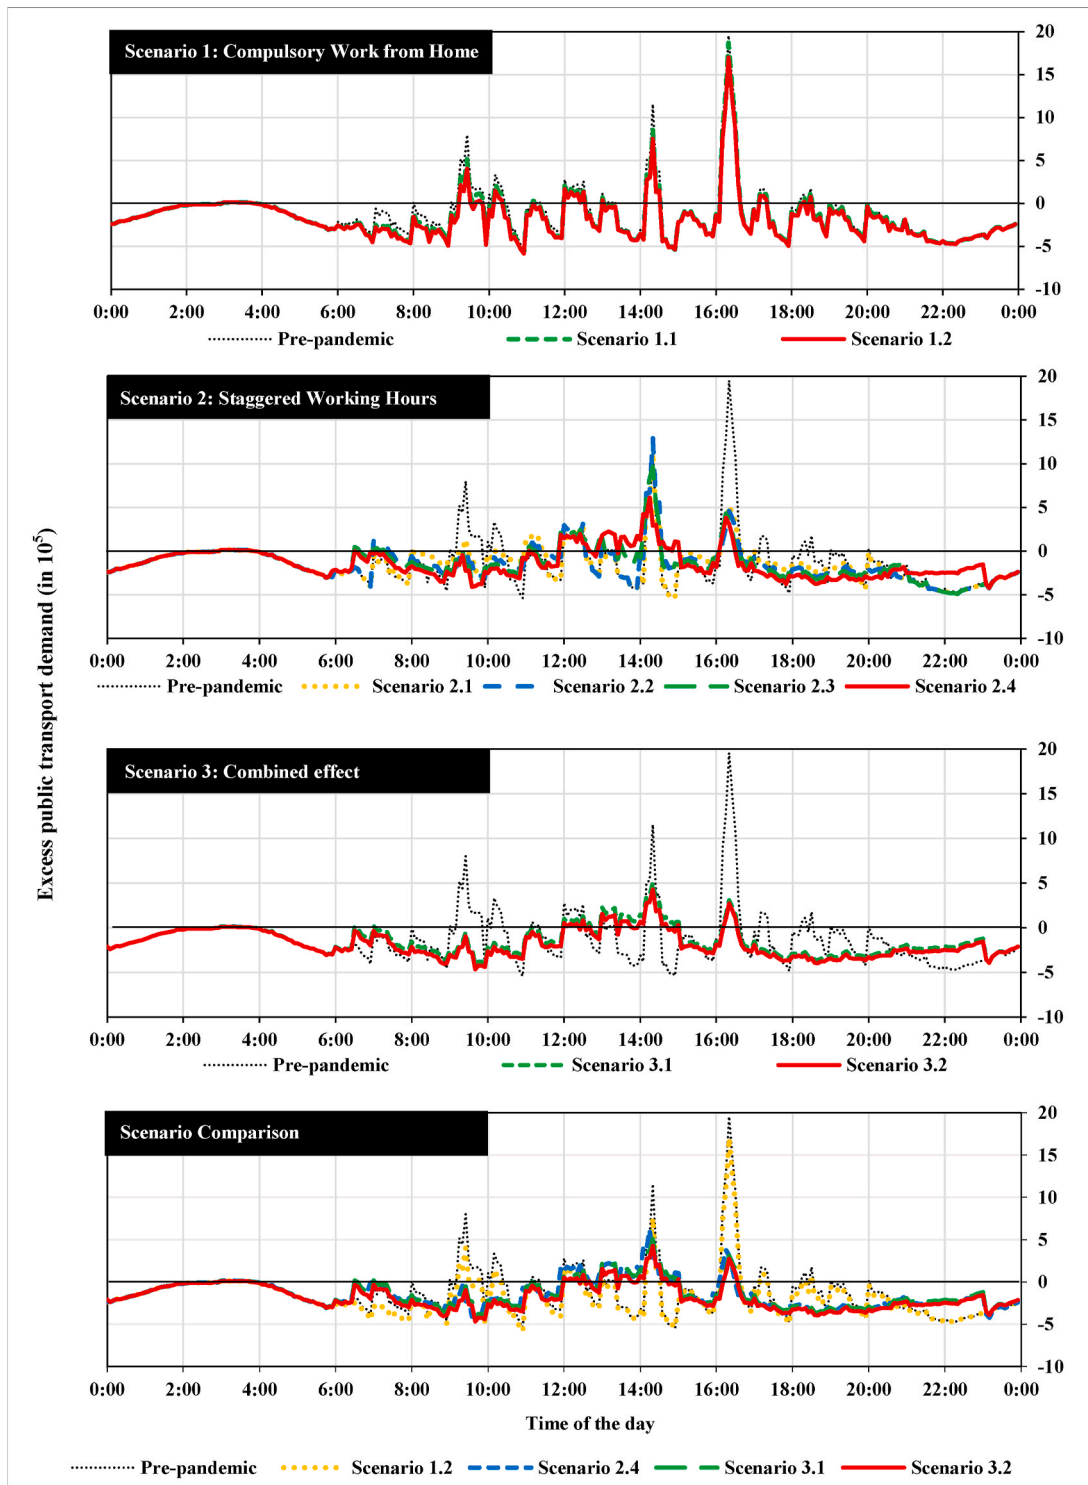 Scenario 1: Compulsory Work from Home
20
15
10
5
0
-5
-10
0:00 2:00 4:00 6:00 8:00 10:00 12:00 14:00 16:00 18:00 20:00 22:00 0:00
Pre-pandemic Scenario 1.1 Scenario 1.2
Scenario 2: Staggered Working Hours
20
15
10
5
0
-5
-10
0:00 2:00 4:00 6:00 8:00 10:00 12:00 14:00 16:00 18:00 20:00 22:00 0:00
Pre-pandemic Scenario 2.1 Scenario 2.2 Scenario 2.3 Scenario 2.4
Excess public transport demand (in 10⁵)
Scenario 3: Combined effect
20
15
10
5
0
-5
-10
0:00 2:00 4:00 6:00 8:00 10:00 12:00 14:00 16:00 18:00 20:00 22:00 0:00
Pre-pandemic Scenario 3.1 Scenario 3.2
Scenario Comparison
20
15
10
5
0
-5
-10
0:00 2:00 4:00 6:00 8:00 10:00 12:00 14:00 16:00 18:00 20:00 22:00 0:00
Time of the day
Pre-pandemic Scenario 1.2 Scenario 2.4 Scenario 3.1 Scenario 3.2